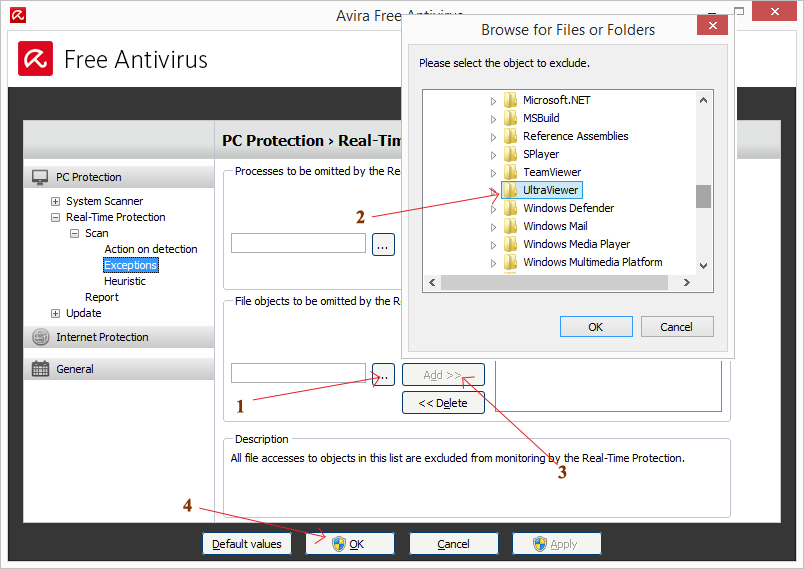 Avira Free Antivirus
Free Antivirus
PC Protection › Real-Tim
PC Protection
System Scanner
Real-Time Protection
Scan
Action on detection
Exceptions
Heuristic
Report
Update
Internet Protection
General
Processes to be omitted by the Re
...
File objects to be omitted by the R
...
Add >>
<< Delete
Description
All file accesses to objects in this list are excluded from monitoring by the Real-Time Protection.
Default values
OK
Cancel
Apply
Browse for Files or Folders
Please select the object to exclude.
Microsoft.NET
MSBuild
Reference Assemblies
SPlayer
TeamViewer
UltraViewer
Windows Defender
Windows Mail
Windows Media Player
Windows Multimedia Platform
OK
Cancel
1
2
3
4